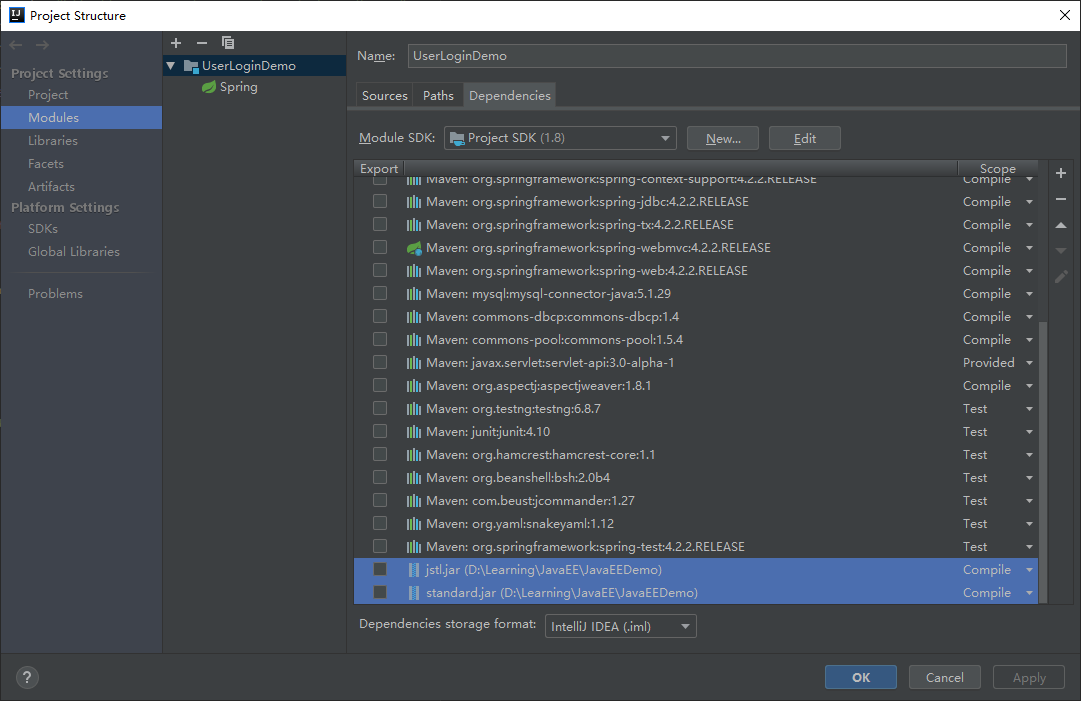 Project Structure
Project Settings
Project
Modules
Libraries
Facets
Artifacts
Platform Settings
SDKs
Global Libraries
Problems
UserLoginDemo
Spring
Name: UserLoginDemo
Sources Paths Dependencies
Module SDK: Project SDK (1.8) New... Edit
Export Scope
Maven: org.springframework:spring-context-support:4.2.2.RELEASE Compile
Maven: org.springframework:spring-jdbc:4.2.2.RELEASE Compile
Maven: org.springframework:spring-tx:4.2.2.RELEASE Compile
Maven: org.springframework:spring-webmvc:4.2.2.RELEASE Compile
Maven: org.springframework:spring-web:4.2.2.RELEASE Compile
Maven: mysql:mysql-connector-java:5.1.29 Compile
Maven: commons-dbcp:commons-dbcp:1.4 Compile
Maven: commons-pool:commons-pool:1.5.4 Compile
Maven: javax.servlet:servlet-api:3.0-alpha-1 Provided
Maven: org.aspectj:aspectjweaver:1.8.1 Compile
Maven: org.testng:testng:6.8.7 Test
Maven: junit:junit:4.10 Test
Maven: org.hamcrest:hamcrest-core:1.1 Test
Maven: org.beanshell:bsh:2.0b4 Test
Maven: com.beust:jcommander:1.27 Test
Maven: org.yaml:snakeyaml:1.12 Test
Maven: org.springframework:spring-test:4.2.2.RELEASE Test
jstl.jar (D:\Learning\JavaEE\JavaEEDemo) Compile
standard.jar (D:\Learning\JavaEE\JavaEEDemo) Compile
Dependencies storage format: IntelliJ IDEA (.iml)
? OK Cancel Apply